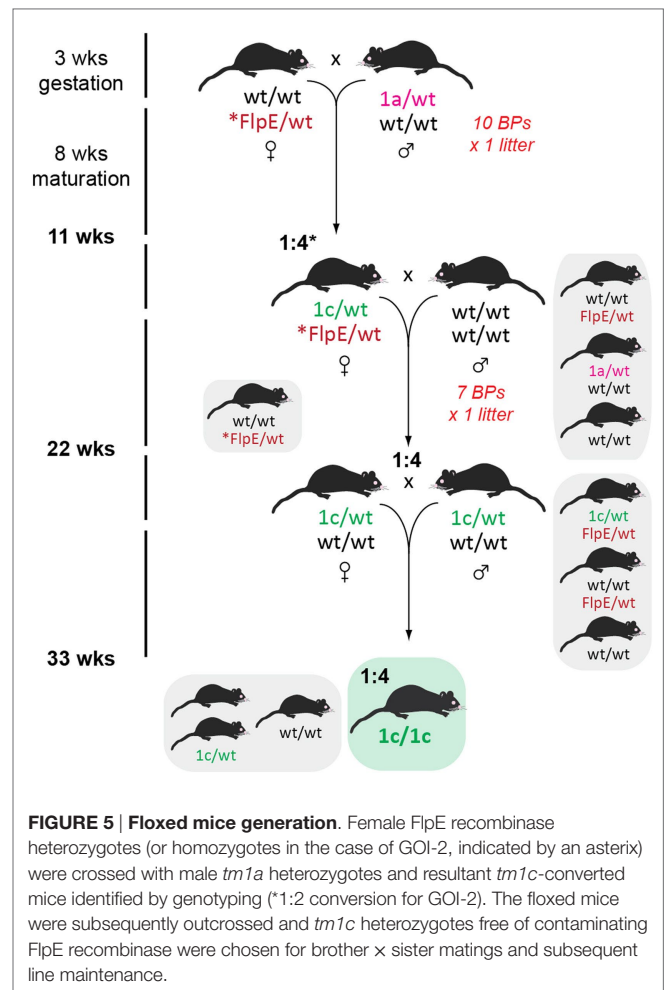 3 wks
gestation
x
wt/wt
*FlpE/wt
♀
1a/wt
wt/wt
♂
10 BPs
x 1 litter
8 wks
maturation
11 wks
1:4*
x
1c/wt
*FlpE/wt
♀
wt/wt
wt/wt
♂
7 BPs
x 1 litter
wt/wt
FlpE/wt
1a/wt
wt/wt
wt/wt
wt/wt
*FlpE/wt
22 wks
1:4
x
1c/wt
wt/wt
♀
1c/wt
wt/wt
♂
1c/wt
FlpE/wt
wt/wt
FlpE/wt
wt/wt
33 wks
1c/wt
wt/wt
1:4
1c/1c
FIGURE 5 | Floxed mice generation. Female FlpE recombinase
heterozygotes (or homozygotes in the case of GOI-2, indicated by an asterix)
were crossed with male tm1a heterozygotes and resultant tm1c-converted
mice identified by genotyping (*1:2 conversion for GOI-2). The floxed mice
were subsequently outcrossed and tm1c heterozygotes free of contaminating
FlpE recombinase were chosen for brother × sister matings and subsequent
line maintenance.